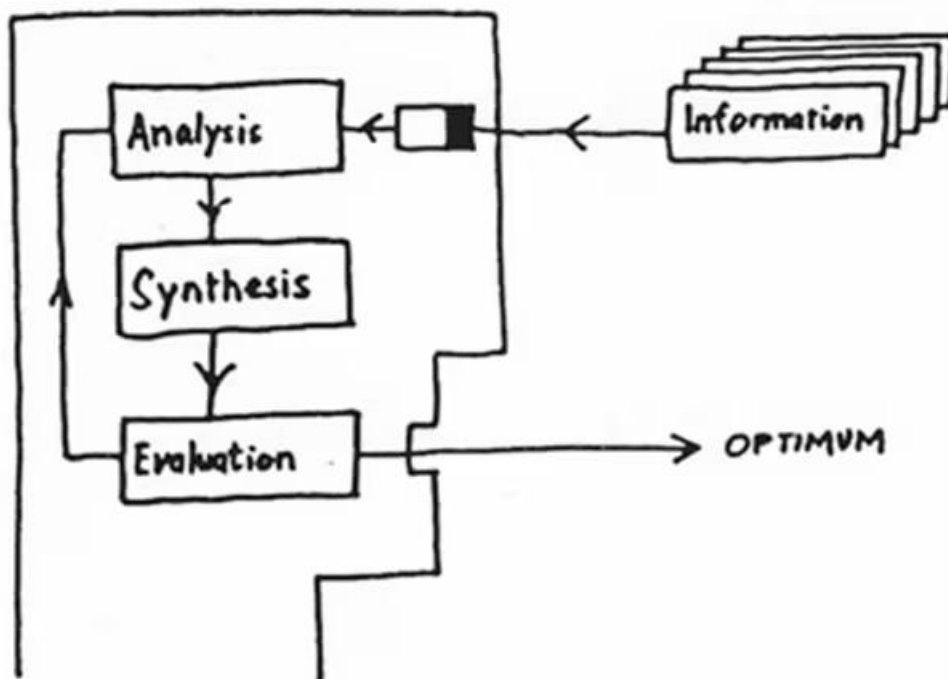 Information
Analysis
Synthesis
Evaluation
OPTIMUM